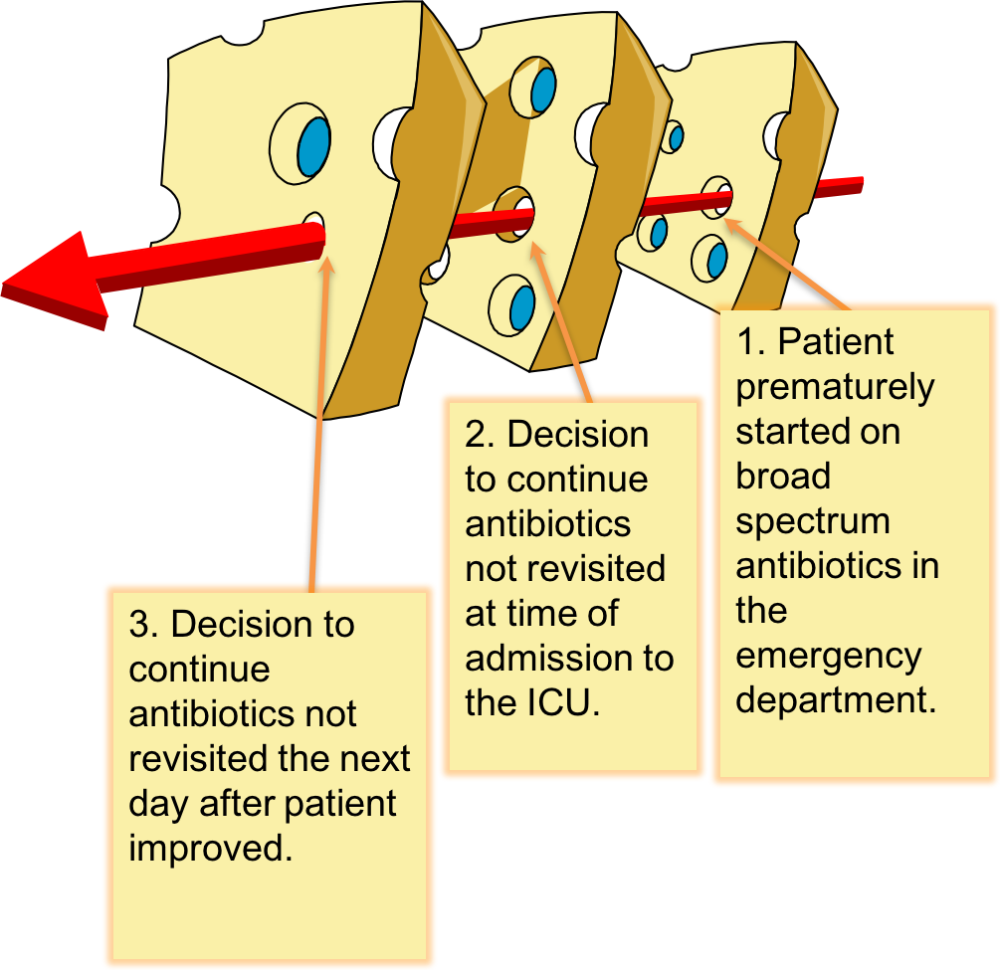 1. Patient
prematurely
started on
broad
spectrum
antibiotics in
the
emergency
department.
2. Decision
to continue
antibiotics
not revisited
at time of
admission to
the ICU.
3. Decision to
continue
antibiotics not
revisited the next
day after patient
improved.